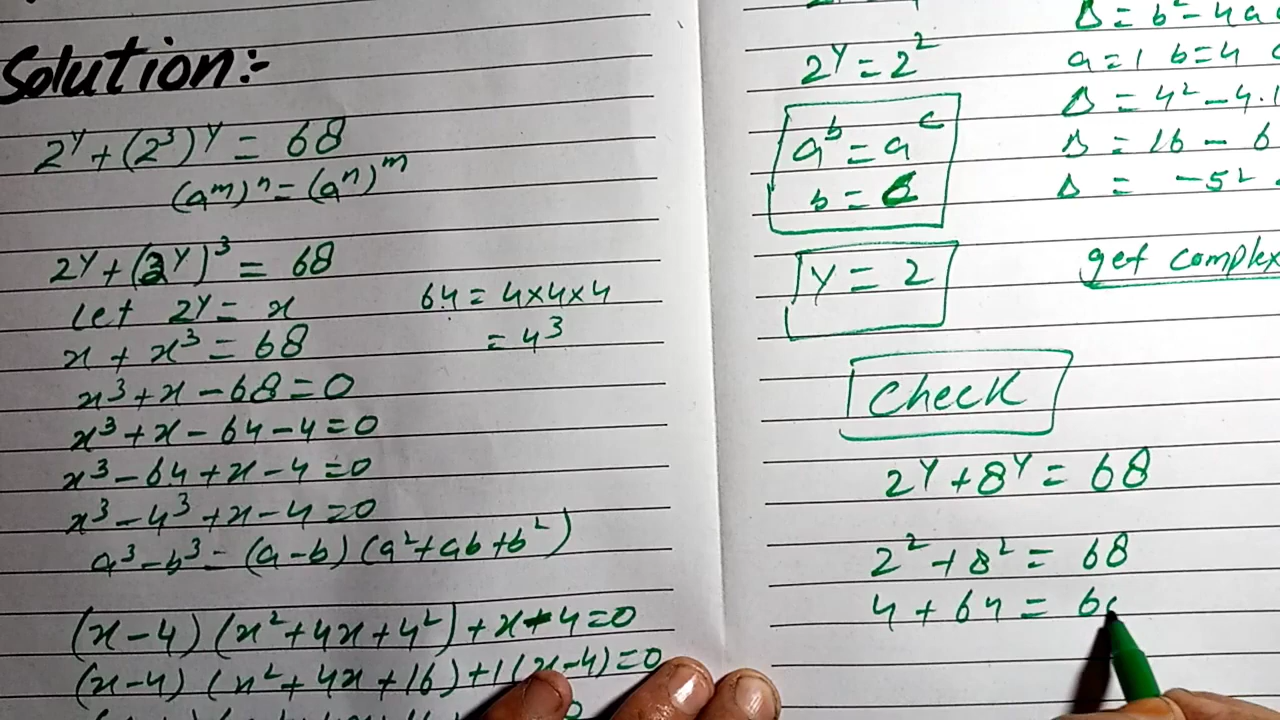 Solution:-
2^y + (2^3)^y = 68
(a^m)^n = (a^n)^m
2^y + (2^y)^3 = 68
Let 2^y = x
64 = 4×4×4
= 4^3
x + x^3 = 68
x^3 + x - 68 = 0
x^3 + x - 64 - 4 = 0
x^3 - 64 + x - 4 = 0
x^3 - 4^3 + x - 4 = 0
a^3 - b^3 = (a-b) (a^2 + ab + b^2)
(x-4) (x^2 + 4x + 4^2) + x - 4 = 0
(x-4) (x^2 + 4x + 16) + 1 (x-4) = 0
2^y = 2^2
a^b = a^c
b = c
y = 2
Check
2^y + 8^y = 68
2^2 + 8^2 = 68
4 + 64 = 6
Δ = b^2 - 4a
a = 1 b = 4
Δ = 4^2 - 4.1
Δ = 16 - 6
Δ = -52
get complex